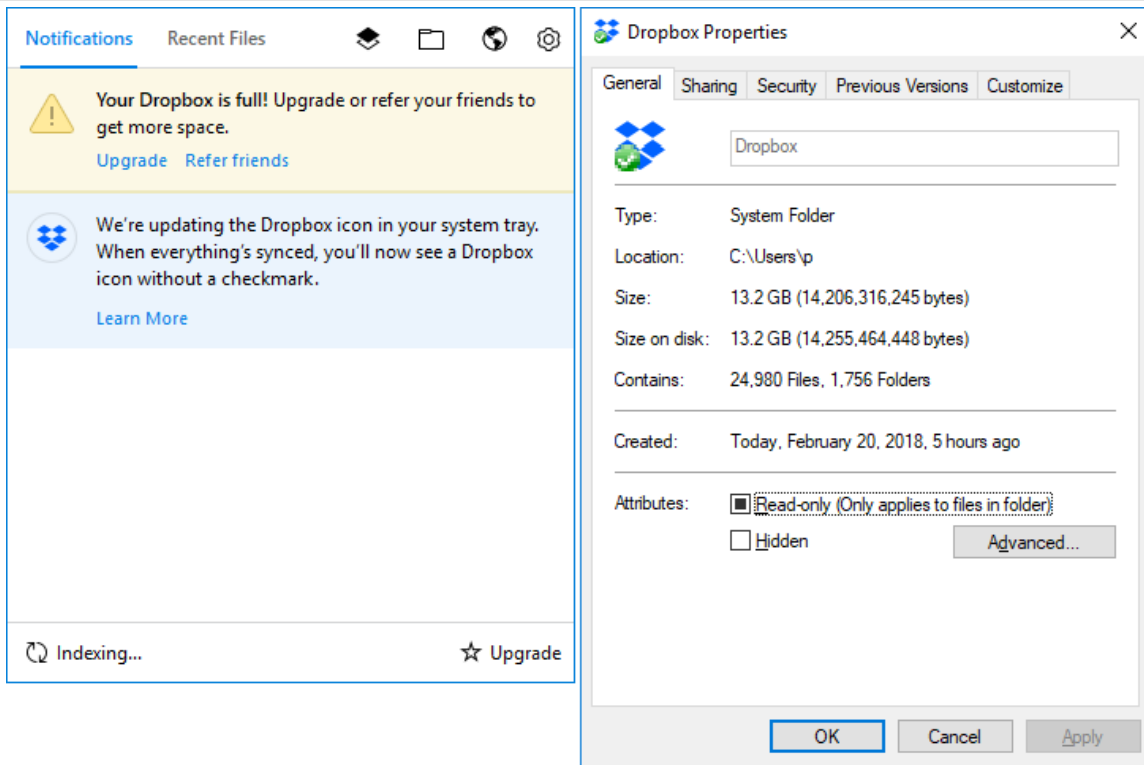 Notifications Recent Files
Your Dropbox is full! Upgrade or refer your friends to
get more space.
Upgrade Refer friends
We're updating the Dropbox icon in your system tray.
When everything's synced, you'll now see a Dropbox
icon without a checkmark.
Learn More
Indexing...
Upgrade
Dropbox Properties
General Sharing Security Previous Versions Customize
Dropbox
Type: System Folder
Location: C:\Users\p
Size: 13.2 GB (14,206,316,245 bytes)
Size on disk: 13.2 GB (14,255,464,448 bytes)
Contains: 24,980 Files, 1,756 Folders
Created: Today, February 20, 2018, 5 hours ago
Attributes: Read-only (Only applies to files in folder)
Hidden Advanced...
OK Cancel Apply